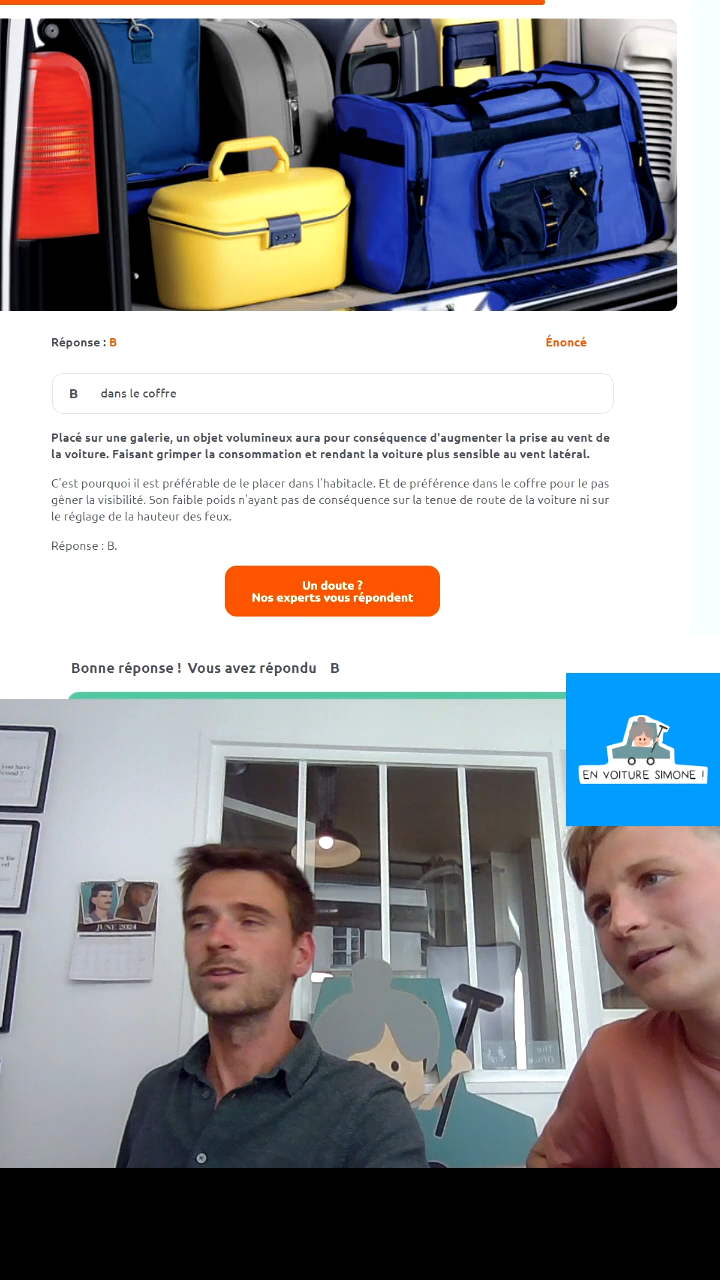 Réponse : B
Énoncé
B dans le coffre
Placé sur une galerie, un objet volumineux aura pour conséquence d'augmenter la prise au vent de
la voiture. Faisant grimper la consommation et rendant la voiture plus sensible au vent latéral.
C'est pourquoi il est préférable de le placer dans l'habitacle. Et de préférence dans le coffre pour le pas
gêner la visibilité. Son faible poids n'ayant pas de conséquence sur la tenue de route de la voiture ni sur
le réglage de la hauteur des feux.
Réponse : B.
Un doute ?
Nos experts vous répondent
Bonne réponse ! Vous avez répondu B
EN VOITURE SIMONE !
JUNE 2024